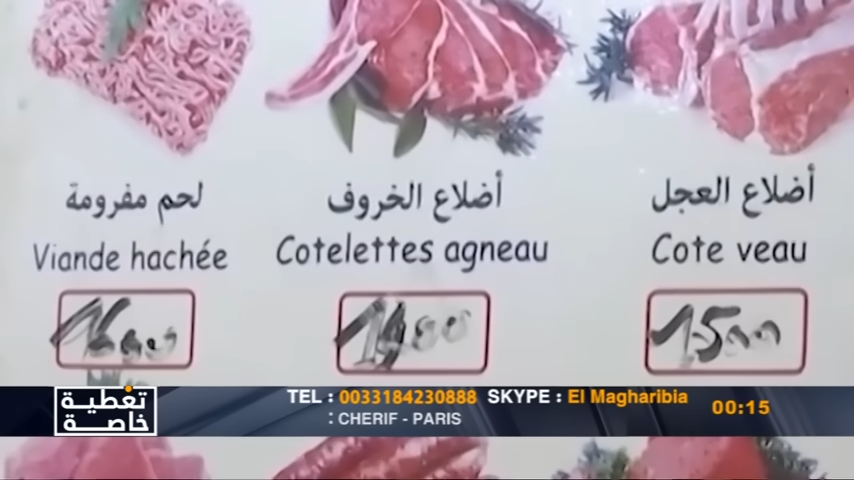 لحم مفرومة
Viande hachée
أضلاع الخروف
Cotelettes agneau
أضلاع العجل
Cote veau
1500
تغطية
خاصة
TEL : 0033184230888 SKYPE : El Magharibia
: CHERIF - PARIS
00:15